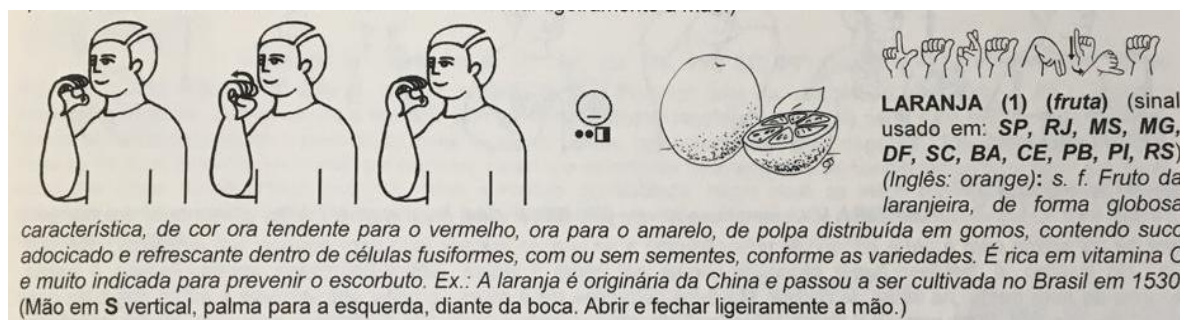 LARANJA (1) (fruta) (sinal
usado em: SP, RJ, MS, MG,
DF, SC, BA, CE, PB, PI, RS)
(Inglês: orange): s. f. Fruto da
laranjeira, de forma globosa
característica, de cor ora tendente para o vermelho, ora para o amarelo, de polpa distribuída em gomos, contendo suco
adocicado e refrescante dentro de células fusiformes, com ou sem sementes, conforme as variedades. É rica em vitamina C
e muito indicada para prevenir o escorbuto. Ex.: A laranja é originária da China e passou a ser cultivada no Brasil em 1530
(Mão em S vertical, palma para a esquerda, diante da boca. Abrir e fechar ligeiramente a mão.)